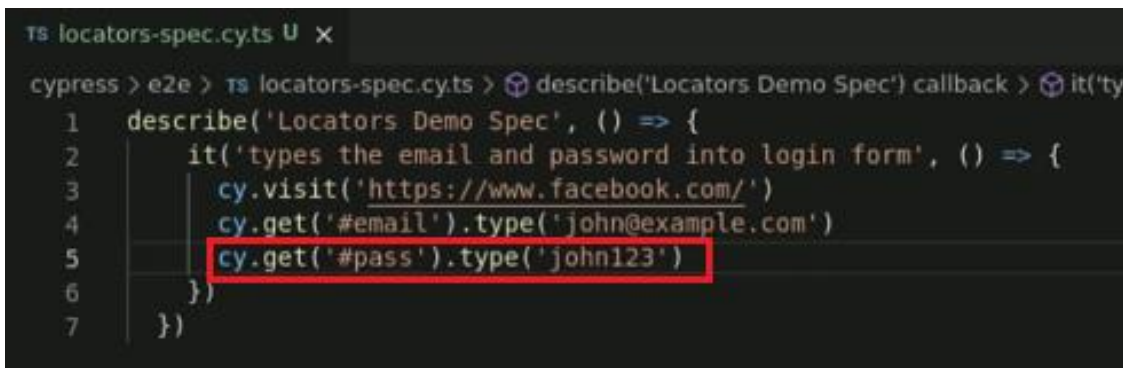 TS locators-spec.cy.ts U ×
cypress > e2e > TS locators-spec.cy.ts > describe('Locators Demo Spec') callback > it('ty
1 describe('Locators Demo Spec', () => {
2 it('types the email and password into login form', () => {
3 cy.visit('https://www.facebook.com/')
4 cy.get('#email').type('john@example.com')
5 cy.get('#pass').type('john123')
6 })
7 })